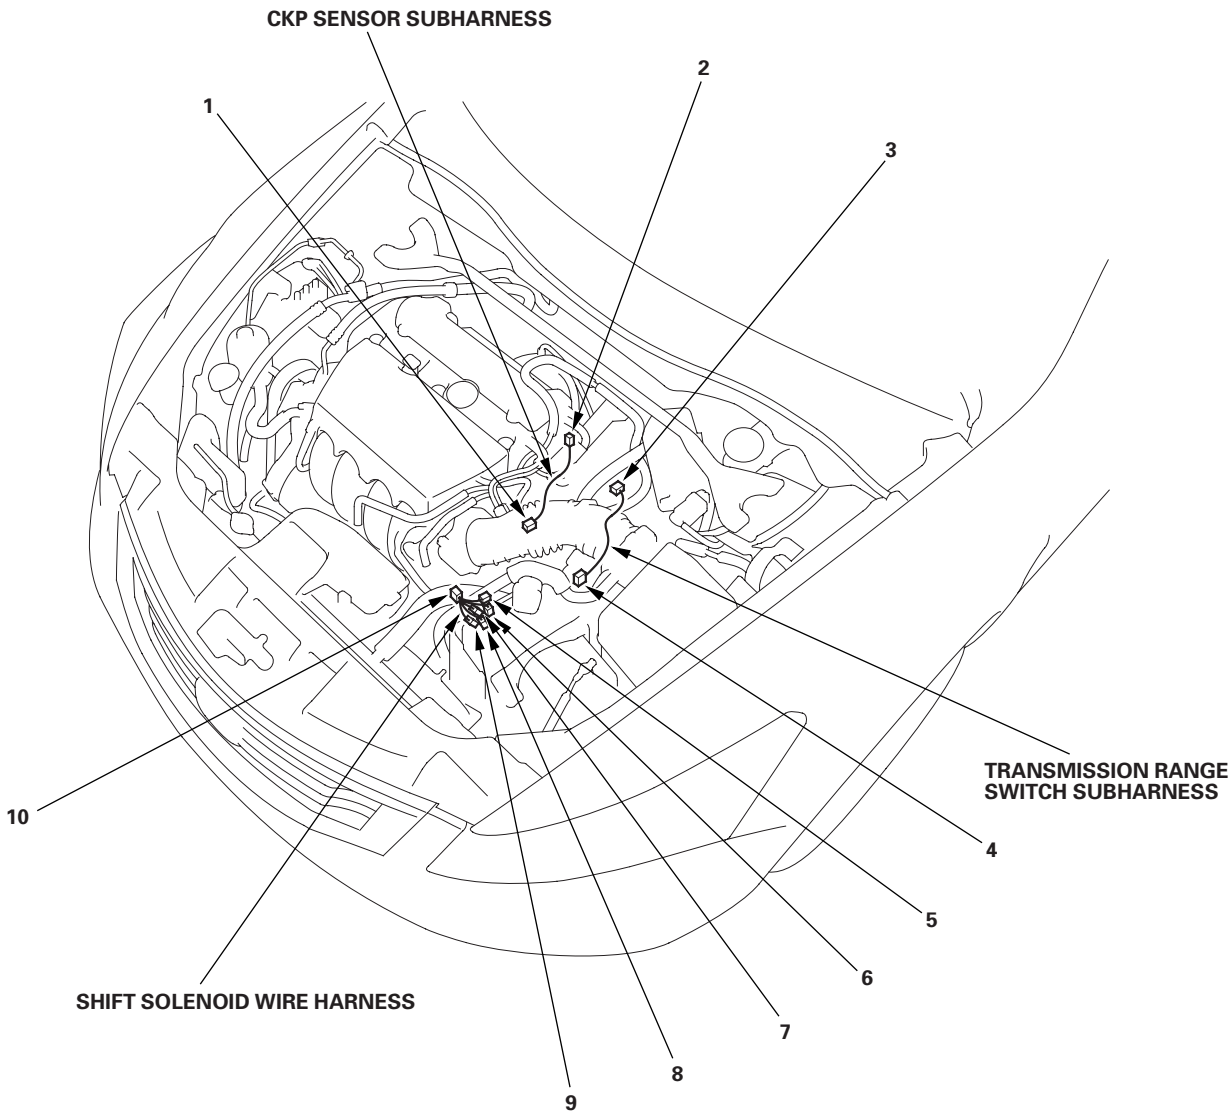 CKP SENSOR SUBHARNESS
2
1
3
TRANSMISSION RANGE
SWITCH SUBHARNESS
10
4
5
6
SHIFT SOLENOID WIRE HARNESS
7
8
9